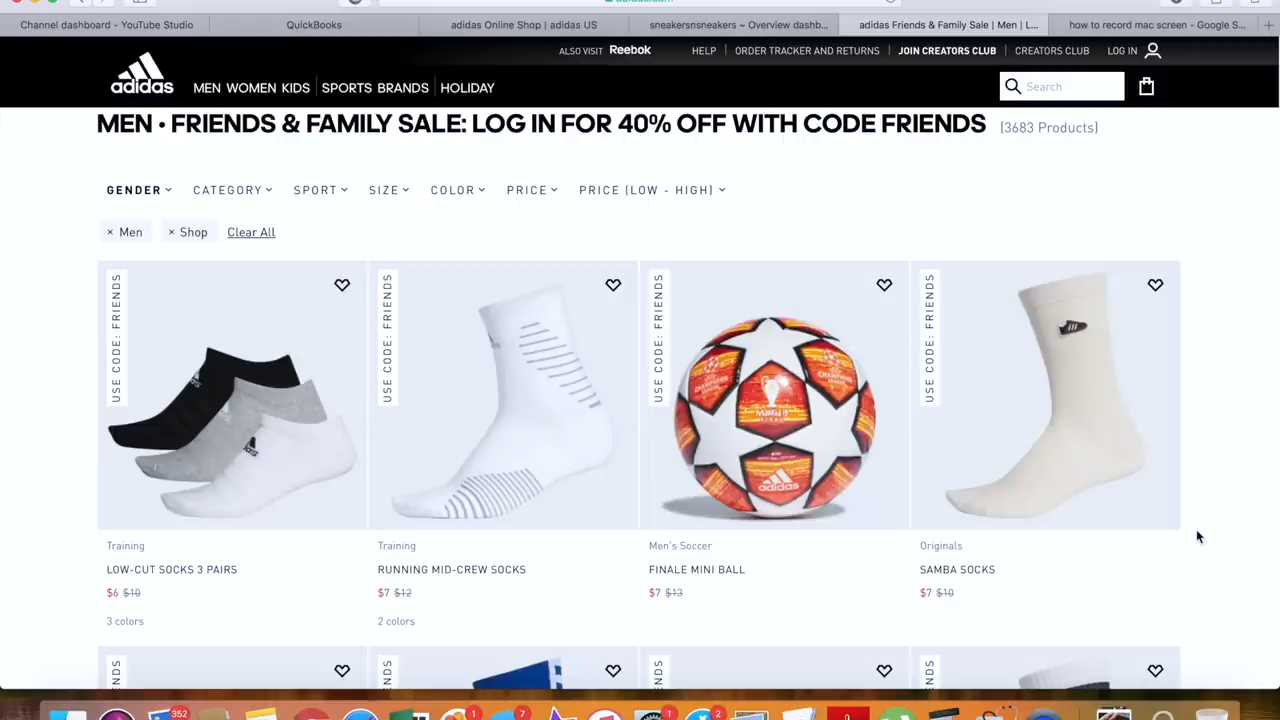 Channel dashboard - YouTube Studio
QuickBooks
adidas Online Shop | adidas US
sneakersnsneakers ~ Overview dashb...
adidas Friends & Family Sale | Men | L...
how to record mac screen - Google S...
ALSO VISIT Reebok
HELP
ORDER TRACKER AND RETURNS
JOIN CREATORS CLUB
CREATORS CLUB
LOG IN
adidas
MEN WOMEN KIDS SPORTS BRANDS HOLIDAY
Search
MEN • FRIENDS & FAMILY SALE: LOG IN FOR 40% OFF WITH CODE FRIENDS (3683 Products)
GENDER CATEGORY SPORT SIZE COLOR PRICE PRICE (LOW - HIGH)
× Men × Shop Clear All
USE CODE: FRIENDS
USE CODE: FRIENDS
USE CODE: FRIENDS
USE CODE: FRIENDS
adidas
Training
LOW-CUT SOCKS 3 PAIRS
$6 $10
3 colors
Training
RUNNING MID-CREW SOCKS
$7 $12
2 colors
Men's Soccer
FINALE MINI BALL
$7 $13
Originals
SAMBA SOCKS
$7 $10
352
1
7
1
2